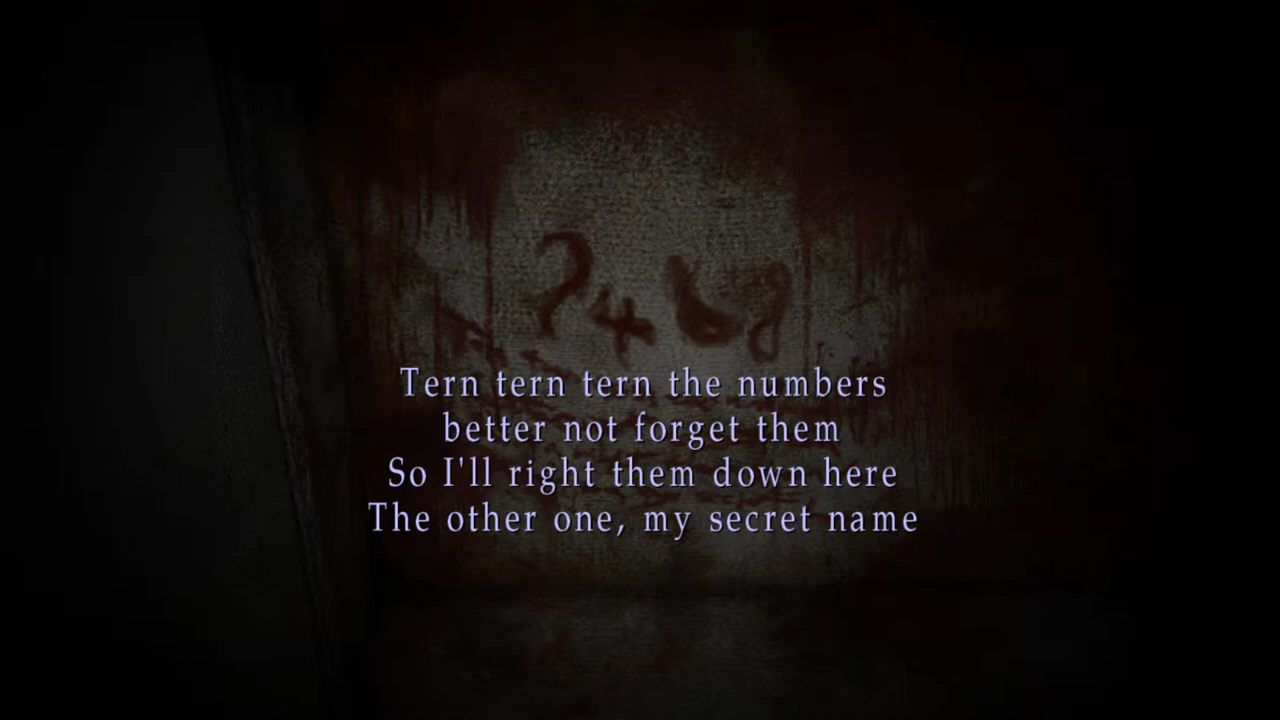 Tern tern tern the numbers
better not forget them
So I'll right them down here
The other one, my secret name